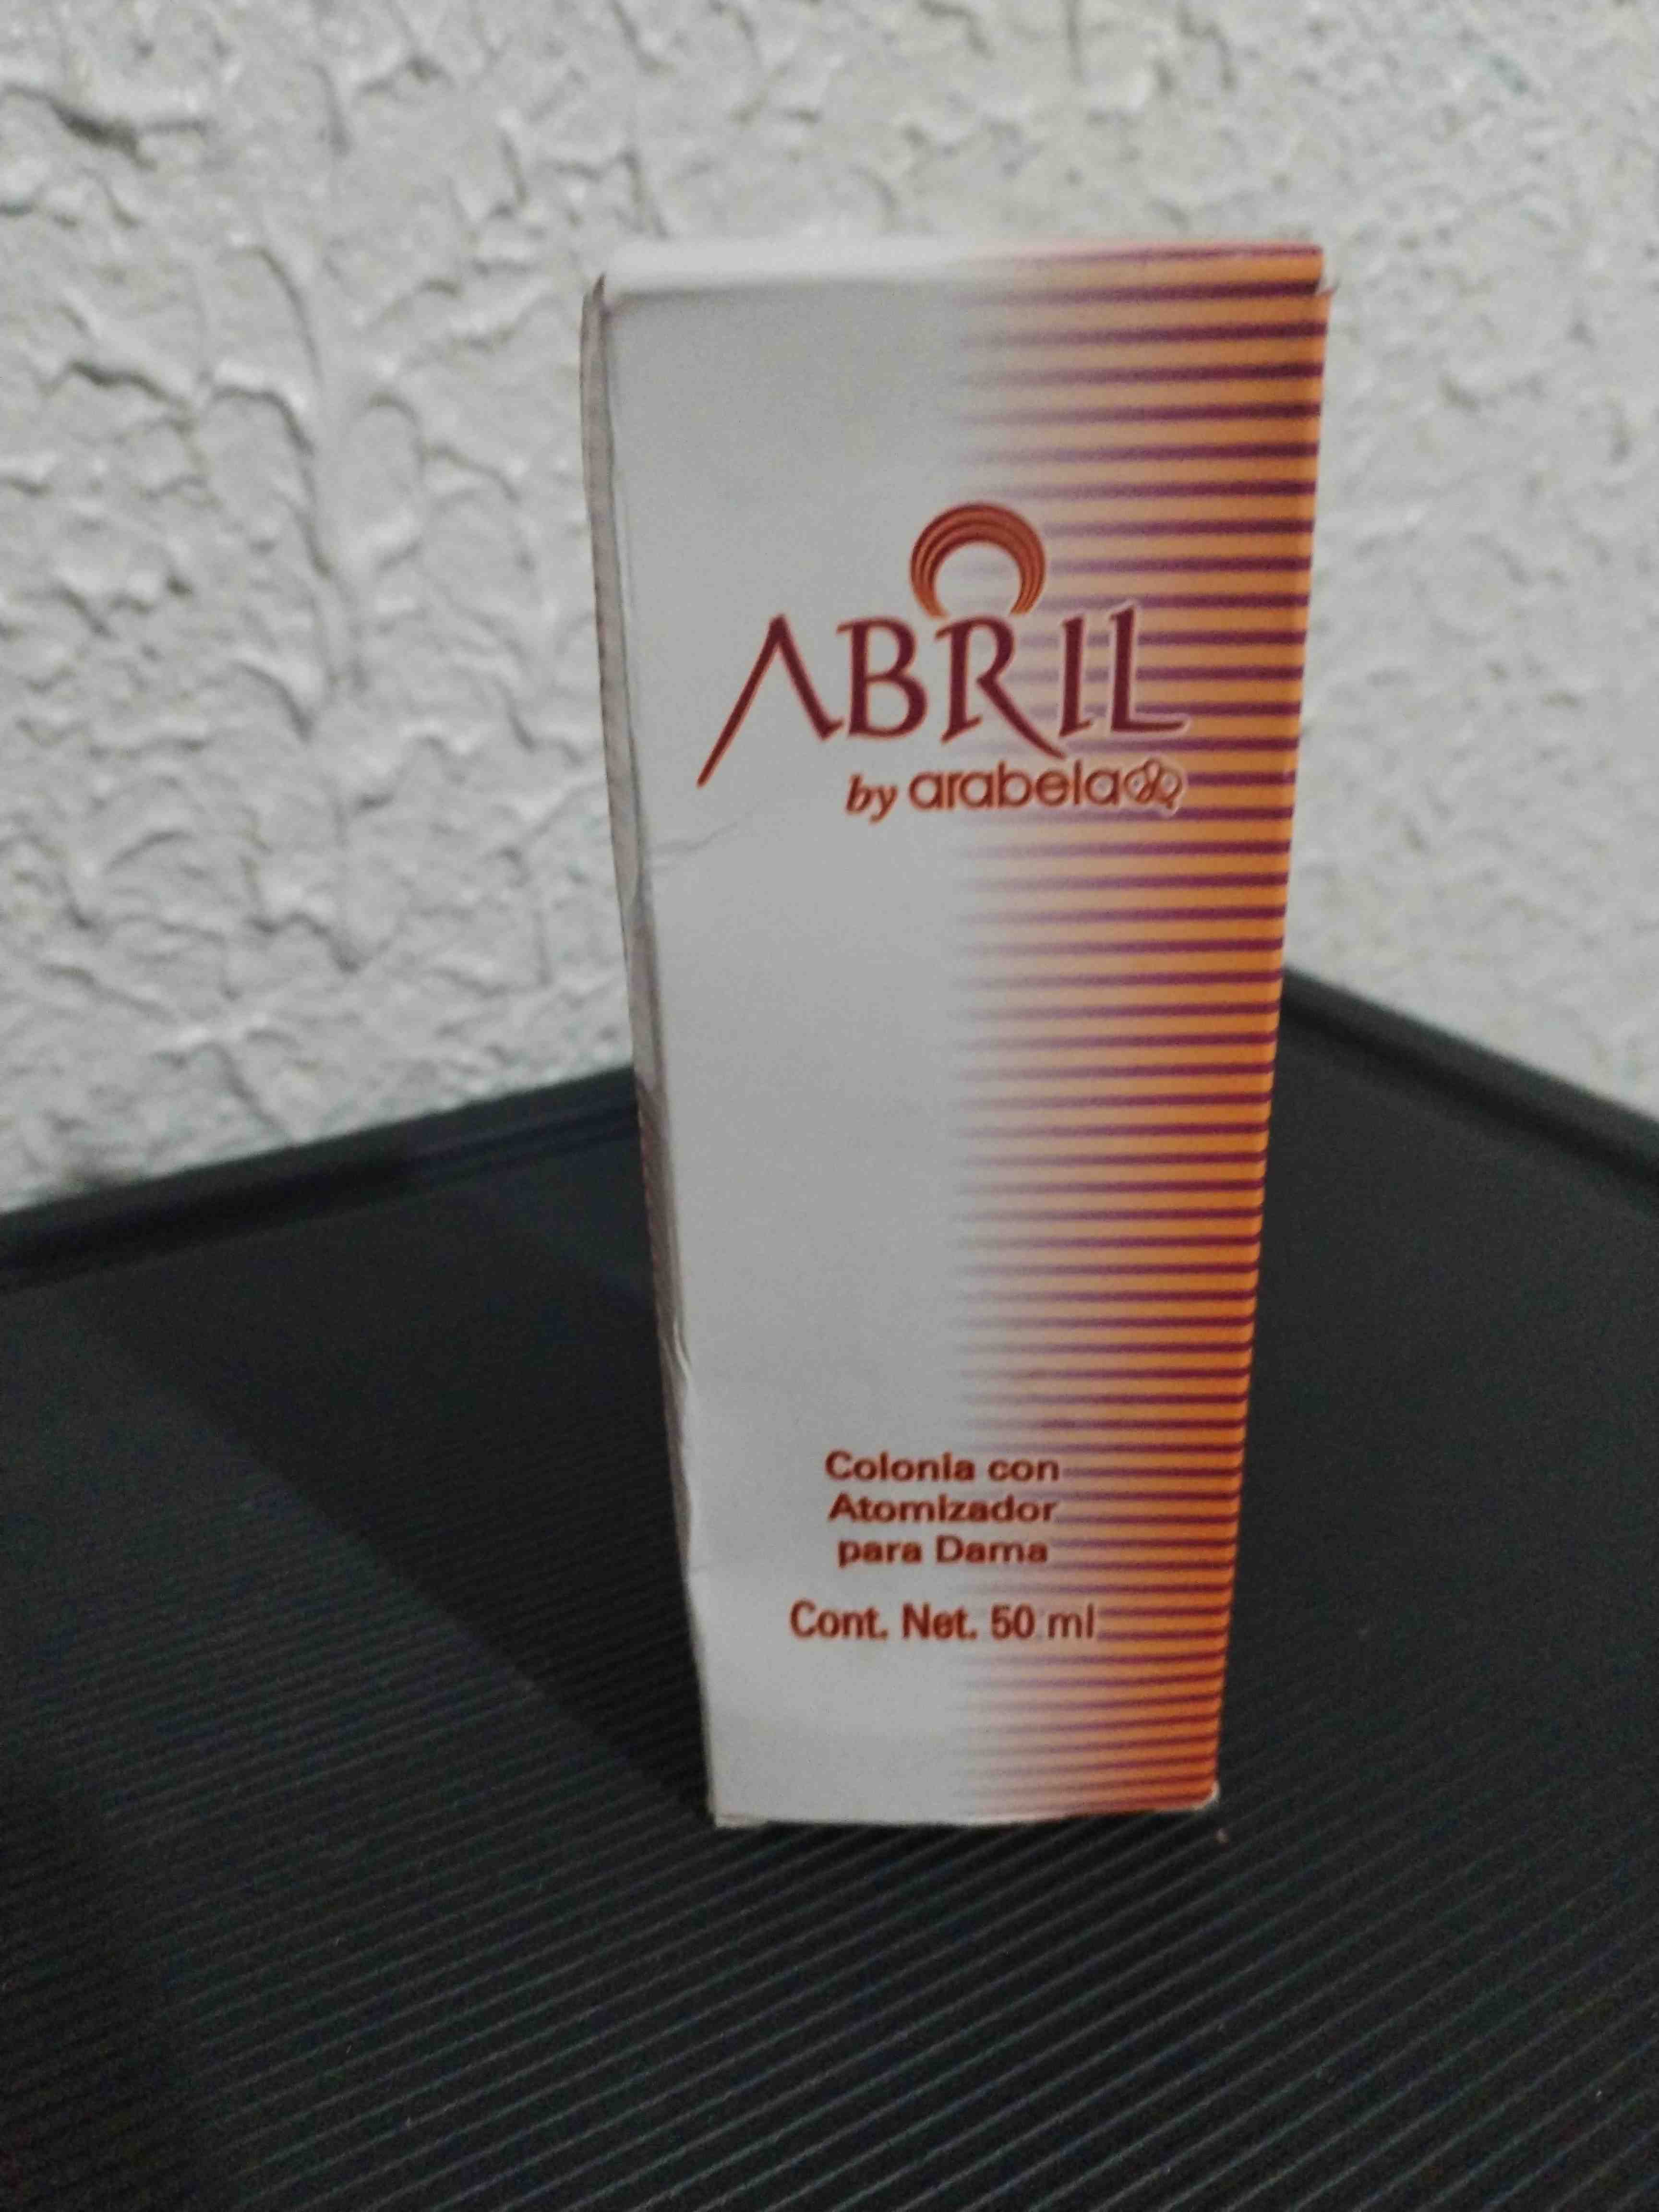 ABRIL
by arabela
Colonia con
Atomizador
para Dama
Cont. Net. 50 ml